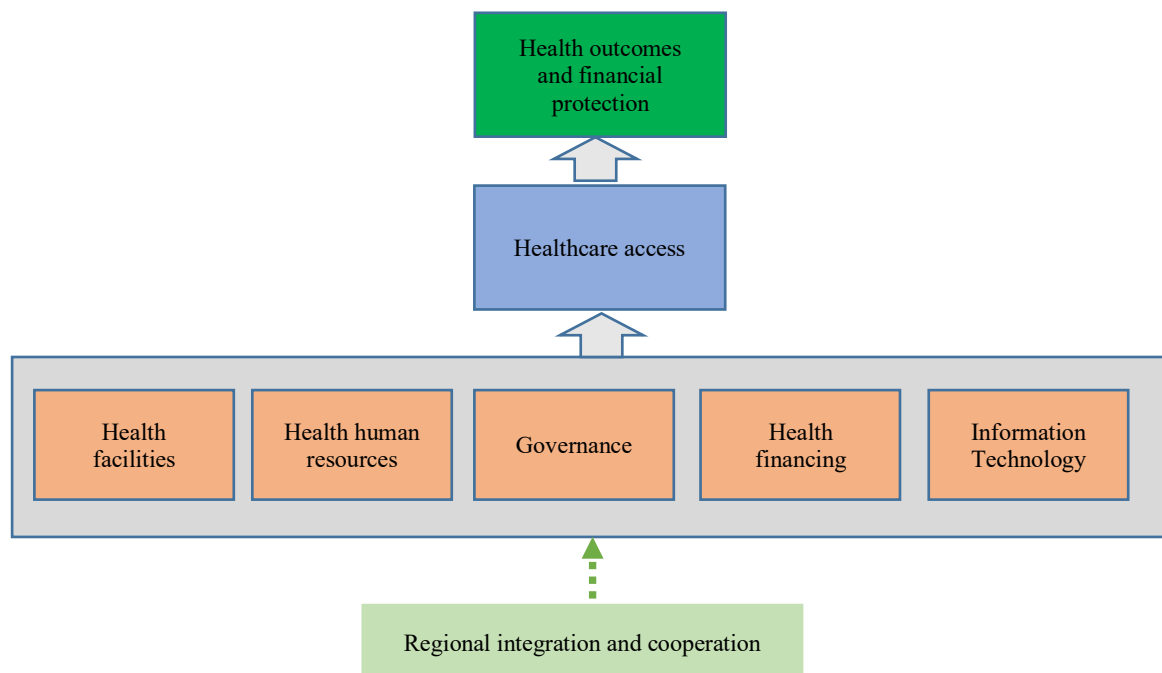 Health outcomes
and financial
protection
Healthcare access
Health
facilities
Health human
resources
Governance
Health
financing
Information
Technology
Regional integration and cooperation